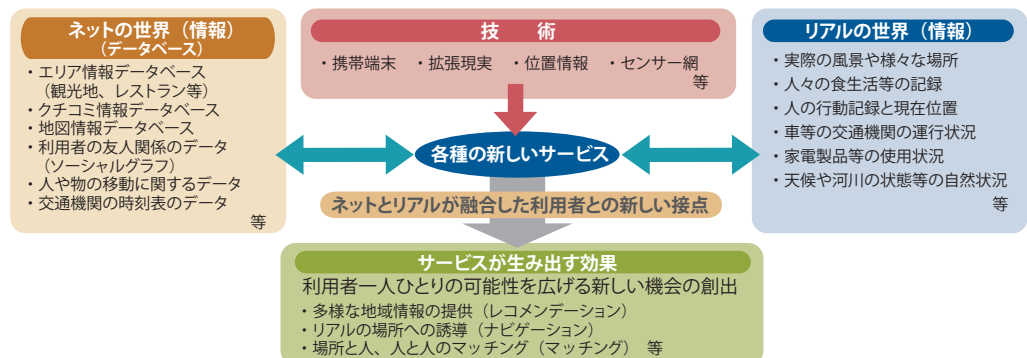 ネットの世界（情報）
（データベース）
・エリア情報データベース
（観光地、レストラン等）
・クチコミ情報データベース
・地図情報データベース
・利用者の友人関係のデータ
（ソーシャルグラフ）
・人や物の移動に関するデータ
・交通機関の時刻表のデータ
等
技　術
・携帯端末　・拡張現実　・位置情報　・センサー網
等
リアルの世界（情報）
・実際の風景や様々な場所
・人々の食生活等の記録
・人の行動記録と現在位置
・車等の交通機関の運行状況
・家電製品等の使用状況
・天候や河川の状態等の自然状況
等
各種の新しいサービス
ネットとリアルが融合した利用者との新しい接点
サービスが生み出す効果
利用者一人ひとりの可能性を広げる新しい機会の創出
・多様な地域情報の提供（レコメンデーション）
・リアルの場所への誘導（ナビゲーション）
・場所と人、人と人のマッチング（マッチング）　等